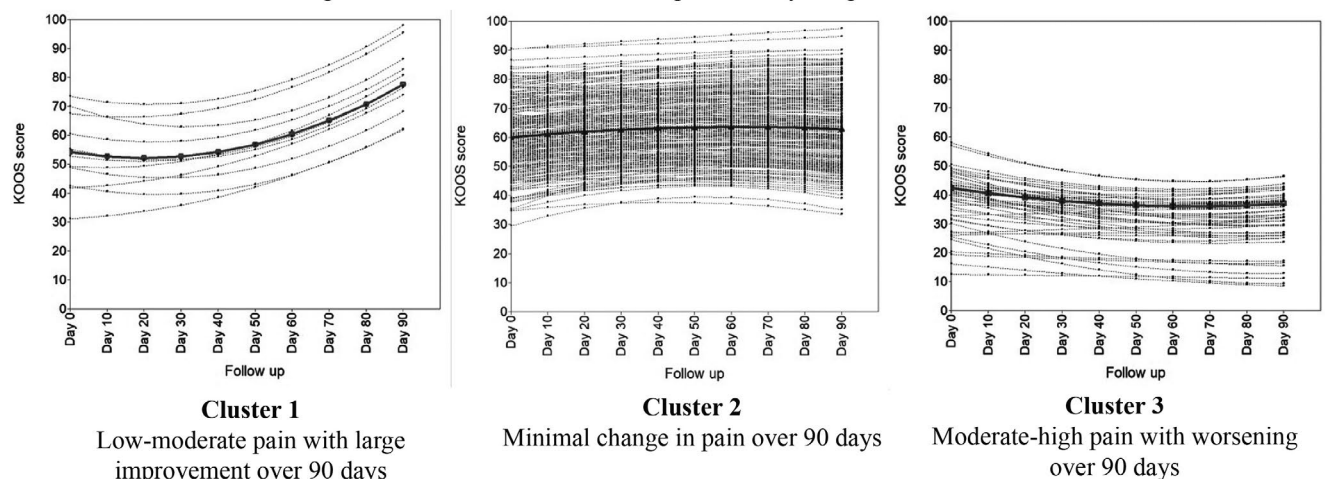 100
90
80
70
60
50
40
30
20
10
0
KOOS score
Day 0
Day 10
Day 20
Day 30
Day 40
Day 50
Day 60
Day 70
Day 80
Day 90
Follow up
Cluster 1
Low-moderate pain with large
improvement over 90 days
100
90
80
70
60
50
40
30
20
10
0
KOOS score
Day 0
Day 10
Day 20
Day 30
Day 40
Day 50
Day 60
Day 70
Day 80
Day 90
Follow up
Cluster 2
Minimal change in pain over 90 days
100
90
80
70
60
50
40
30
20
10
0
KOOS score
Day 0
Day 10
Day 20
Day 30
Day 40
Day 50
Day 60
Day 70
Day 80
Day 90
Follow up
Cluster 3
Moderate-high pain with worsening
over 90 days